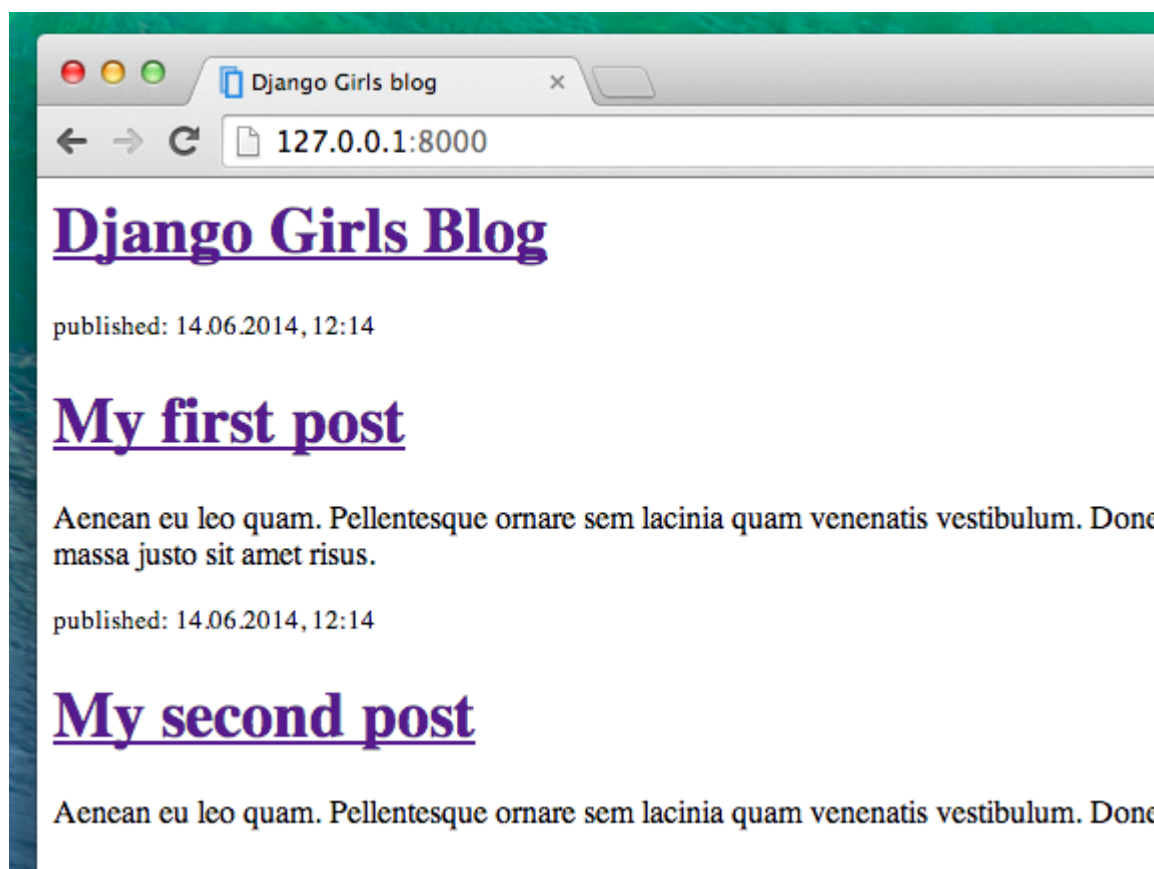 Django Girls blog
127.0.0.1:8000
Django Girls Blog
published: 14.06.2014, 12:14
My first post
Aenean eu leo quam. Pellentesque ornare sem lacinia quam venenatis vestibulum.
massa justo sit amet risus.
published: 14.06.2014, 12:14
My second post
Aenean eu leo quam. Pellentesque ornare sem lacinia quam venenatis vestibulum.